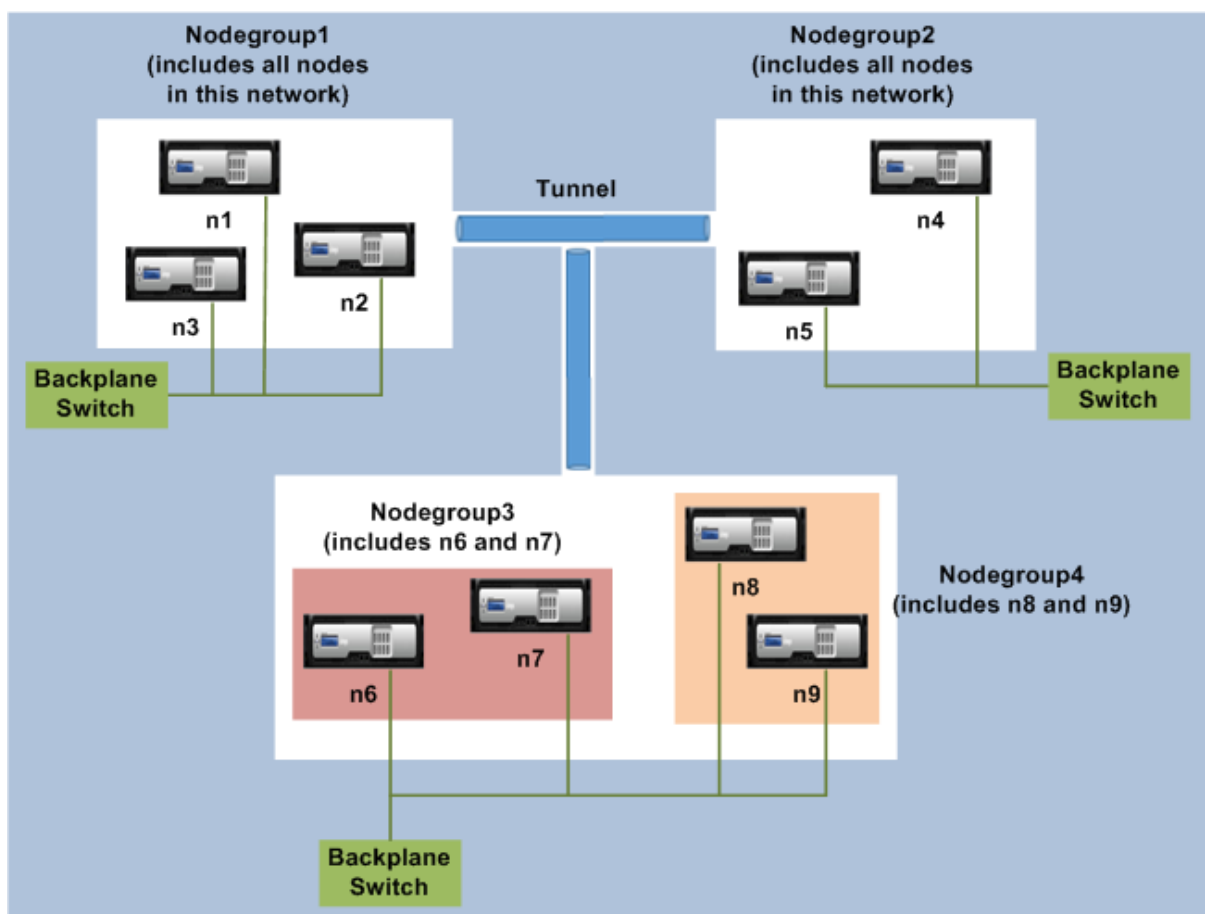 Nodegroup1
(includes all nodes
in this network)
Nodegroup2
(includes all nodes
in this network)
n1
n2
n3
Tunnel
n4
n5
Backplane
Switch
Backplane
Switch
Nodegroup3
(includes n6 and n7)
n6
n7
n8
n9
Nodegroup4
(includes n8 and n9)
Backplane
Switch